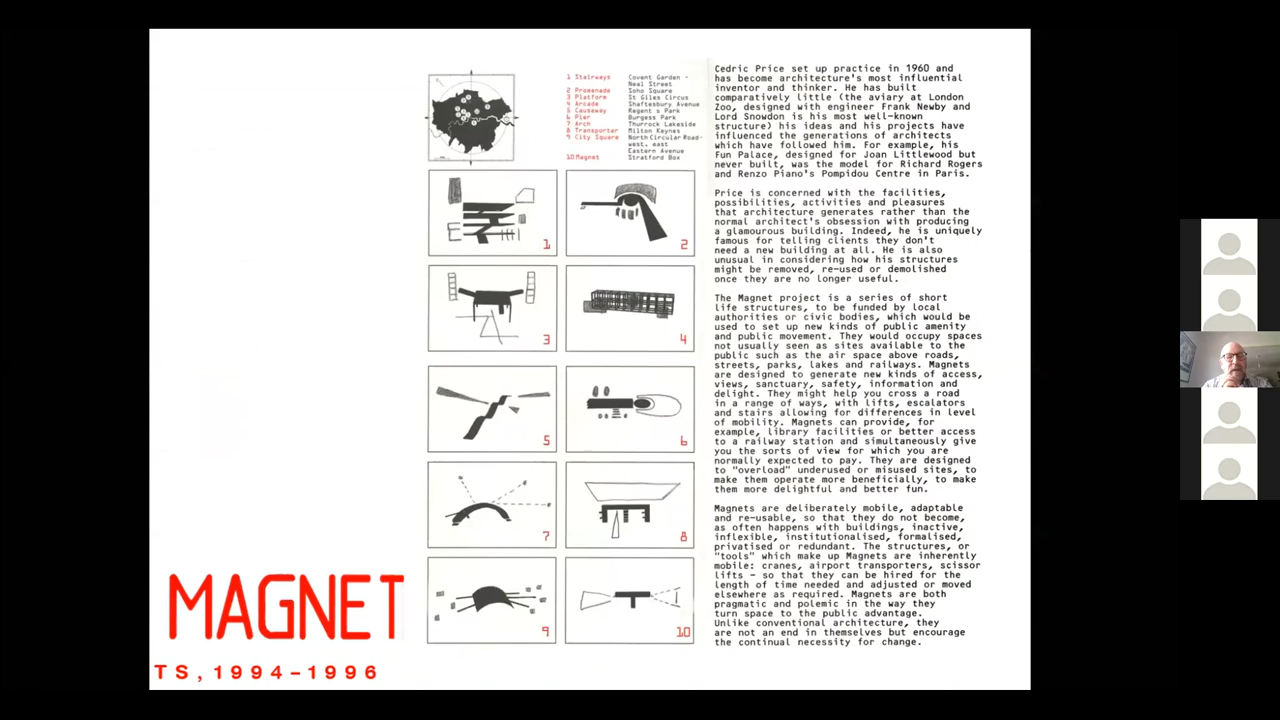 1 Stairways Covent Garden -
Neal Street
2 Promenade Soho Square
3 Platform St Giles Circus
4 Arcade Shaftesbury Avenue
5 Causeway Regent s Park
6 Pier Burgess Park
7 Arch Thurrock Lakeside
8 Transporter Milton Keynes
9 City Square North Circular Road-
west, east
Eastern Avenue
10 Magnet Stratford Box
1
2
3
4
5
6
7
8
9
10
MAGNET
TS, 1994-1996
Cedric Price set up practice in 1960 and
has become architecture's most influential
inventor and thinker. He has built
comparatively little (the aviary at London
Zoo, designed with engineer Frank Newby and
Lord Snowdon is his most well-known
structure) his ideas and his projects have
influenced the generations of architects
which have followed him. For example, his
Fun Palace, designed for Joan Littlewood but
never built, was the model for Richard Rogers
and Renzo Piano's Pompidou Centre in Paris.
Price is concerned with the facilities,
possibilities, activities and pleasures
that architecture generates rather than the
normal architect's obsession with producing
a glamourous building. Indeed, he is uniquely
famous for telling clients they don't
need a new building at all. He is also
unusual in considering how his structures
might be removed, re-used or demolished
once they are no longer useful.
The Magnet project is a series of short
life structures, to be funded by local
authorities or civic bodies, which would be
used to set up new kinds of public amenity
and public movement. They would occupy spaces
not usually seen as sites available to the
public such as the air space above roads,
streets, parks, lakes and railways. Magnets
are designed to generate new kinds of access,
views, sanctuary, safety, information and
delight. They might help you cross a road
in a range of ways, with lifts, escalators
and stairs allowing for differences in level
of mobility. Magnets can provide, for
example, library facilities or better access
to a railway station and simultaneously give
you the sorts of view for which you are
normally expected to pay. They are designed
to "overload" underused or misused sites, to
make them operate more beneficially, to make
them more delightful and better fun.
Magnets are deliberately mobile, adaptable
and re-usable, so that they do not become,
as often happens with buildings, inactive,
inflexible, institutionalised, formalised,
privatised or redundant. The structures, or
"tools" which make up Magnets are inherently
mobile: cranes, airport transporters, scissor
lifts - so that they can be hired for the
length of time needed and adjusted or moved
elsewhere as required. Magnets are both
pragmatic and polemic in the way they
turn space to the public advantage.
Unlike conventional architecture, they
are not an end in themselves but encourage
the continual necessity for change.